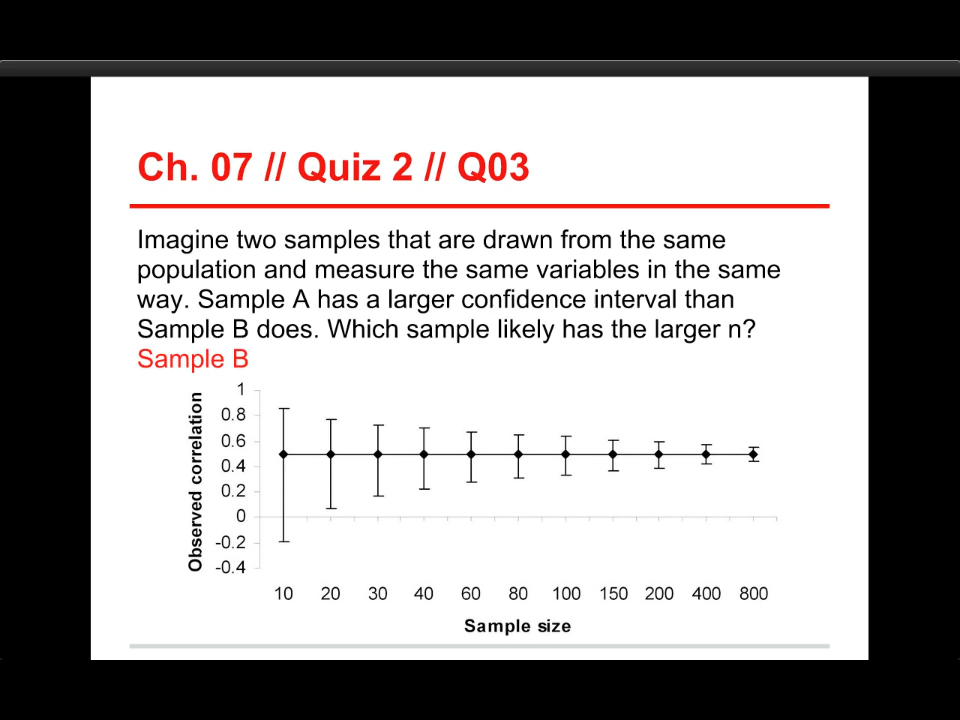 Ch. 07 // Quiz 2 // Q03
Imagine two samples that are drawn from the same
population and measure the same variables in the same
way. Sample A has a larger confidence interval than
Sample B does. Which sample likely has the larger n?
Sample B
Observed correlation
1
0.8
0.6
0.4
0.2
0
-0.2
-0.4
10 20 30 40 60 80 100 150 200 400 800
Sample size